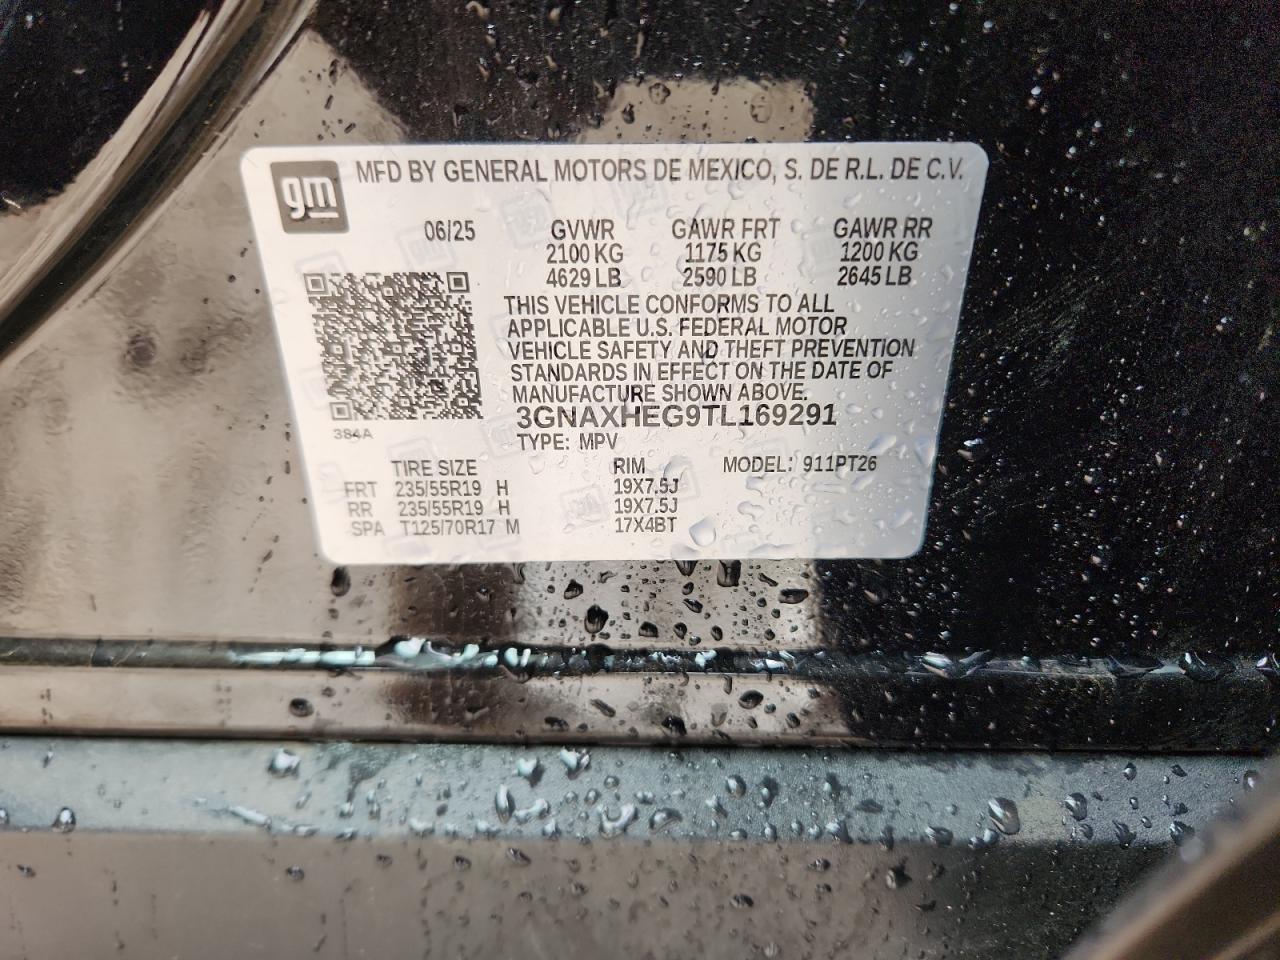 gm
MFD BY GENERAL MOTORS DE MEXICO, S. DE R.L. DE C.V.
06/25 GVWR GAWR FRT GAWR RR
2100 KG 1175 KG 1200 KG
4629 LB 2590 LB 2645 LB
THIS VEHICLE CONFORMS TO ALL
APPLICABLE U.S. FEDERAL MOTOR
VEHICLE SAFETY AND THEFT PREVENTION
STANDARDS IN EFFECT ON THE DATE OF
MANUFACTURE SHOWN ABOVE.
3GNAXHEG9TL169291
384A
TYPE: MPV
TIRE SIZE RIM MODEL: 911PT26
FRT 235/55R19 H 19X7.5J
RR 235/55R19 H 19X7.5J
SPA T125/70R17 M 17X4BT